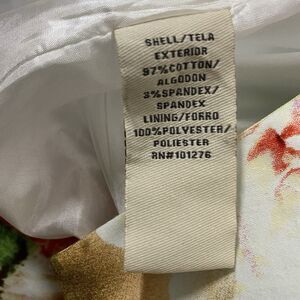 SHELL/TELA
EXTERIOR
97%COTTON/
ALGODON
3%SPANDEX/
SPANDEX
LINING/FORRO
100%POLYESTER/
POLIESTER
RN#101276